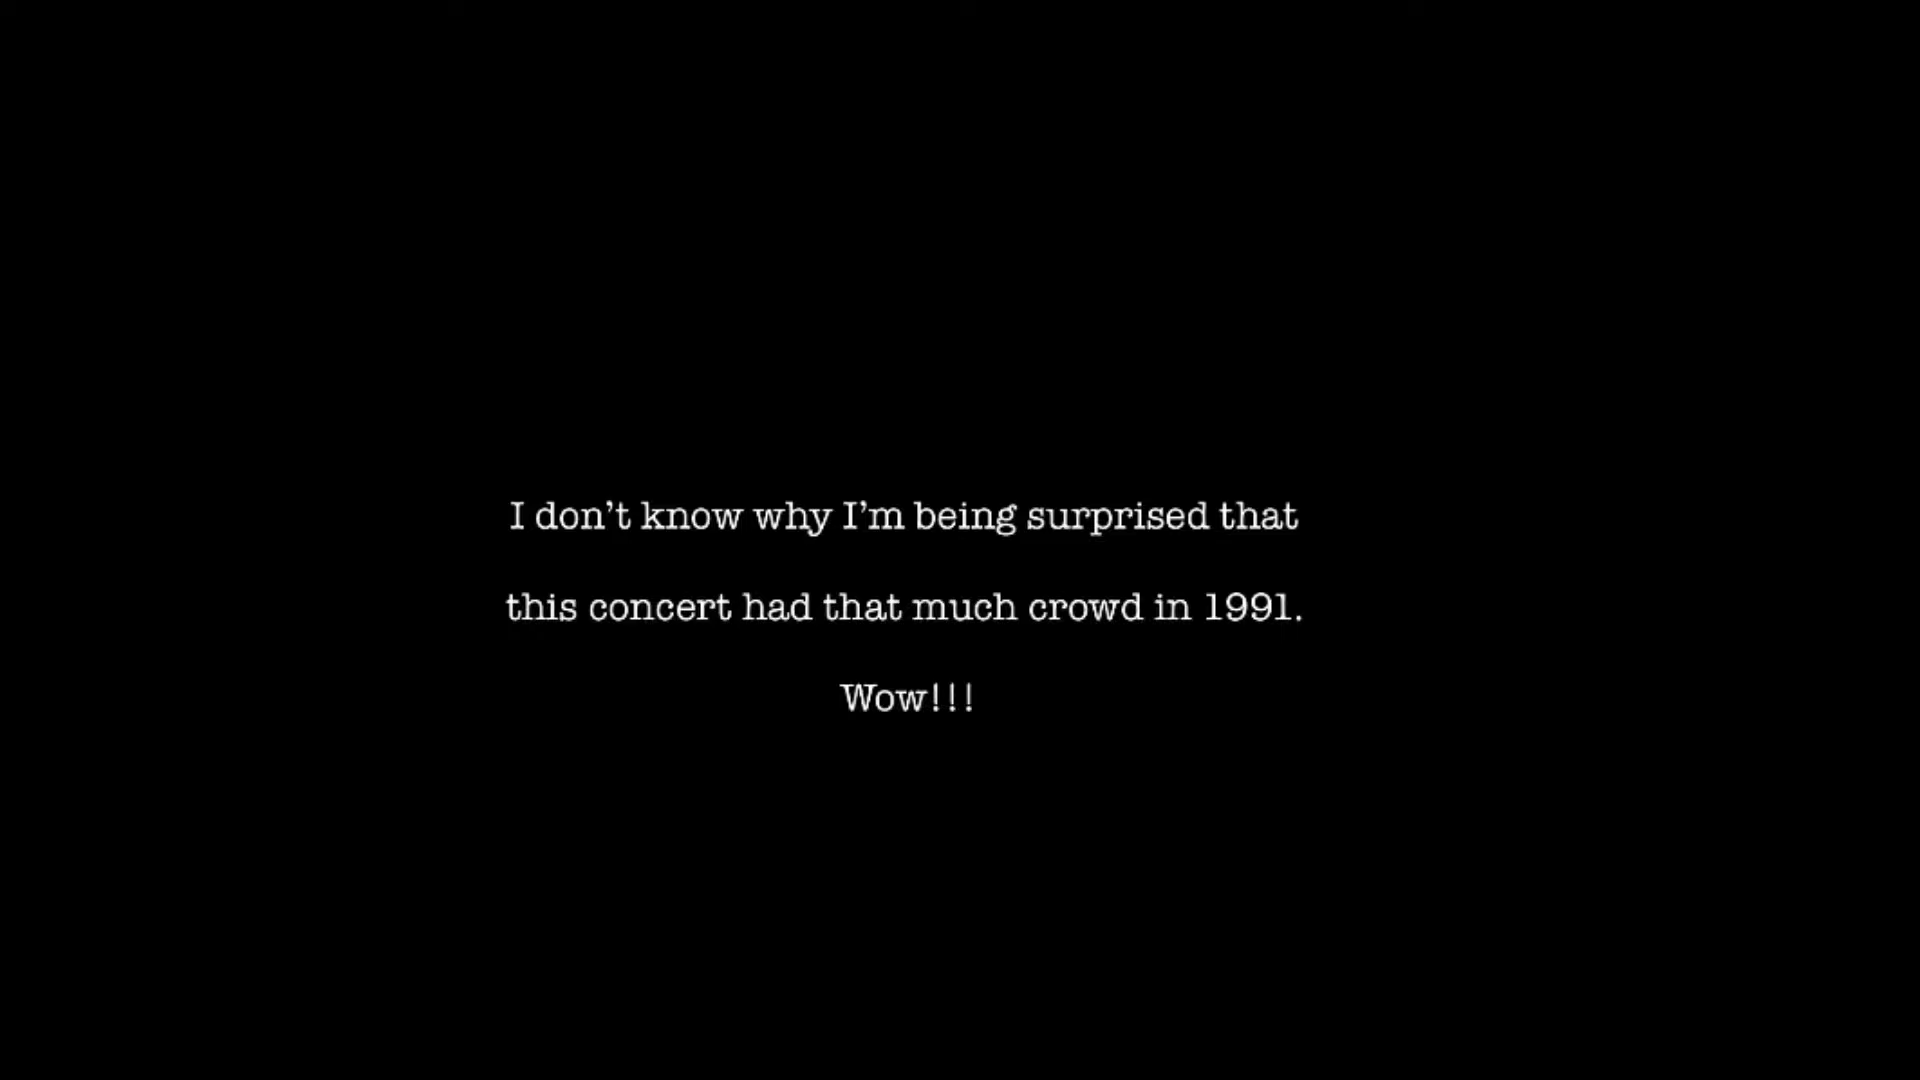 I don’t know why I’m being surprised that
this concert had that much crowd in 1991.
Wow!!!